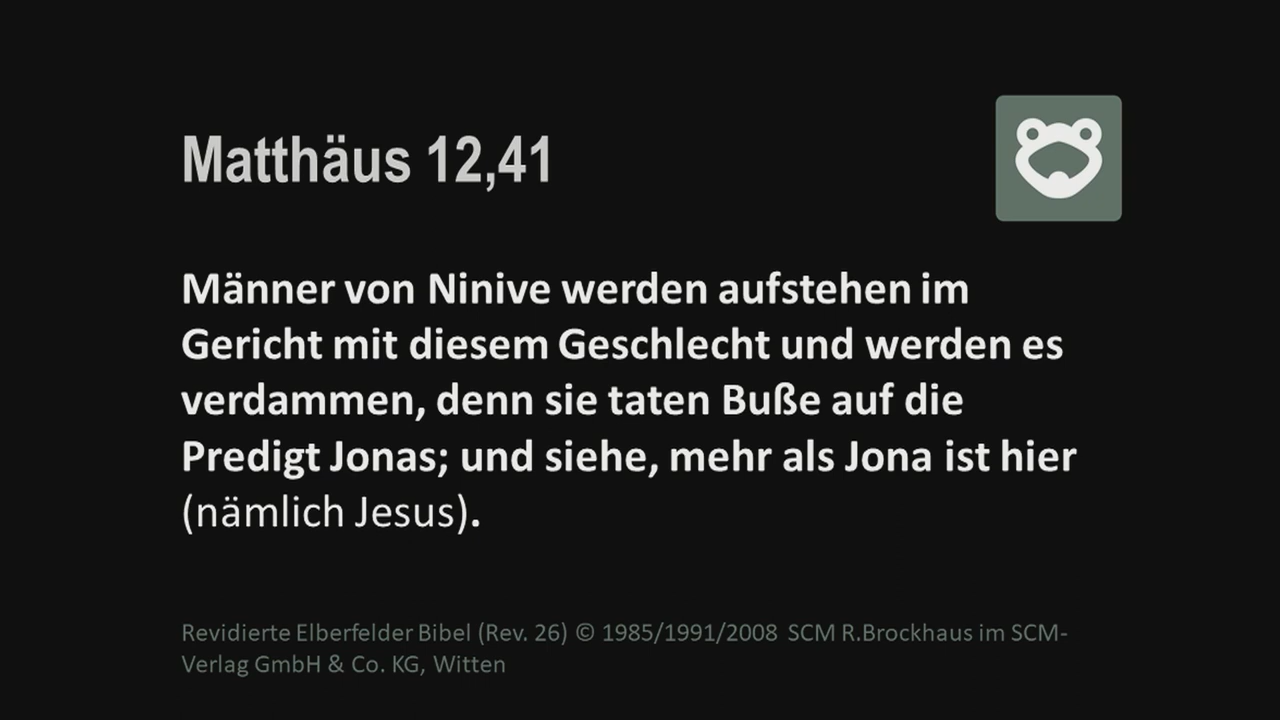 Matthäus 12,41
Männer von Ninive werden aufstehen im
Gericht mit diesem Geschlecht und werden es
verdammen, denn sie taten Buße auf die
Predigt Jonas; und siehe, mehr als Jona ist hier
(nämlich Jesus).
Revidierte Elberfelder Bibel (Rev. 26) © 1985/1991/2008 SCM R.Brockhaus im SCM-
Verlag GmbH & Co. KG, Witten